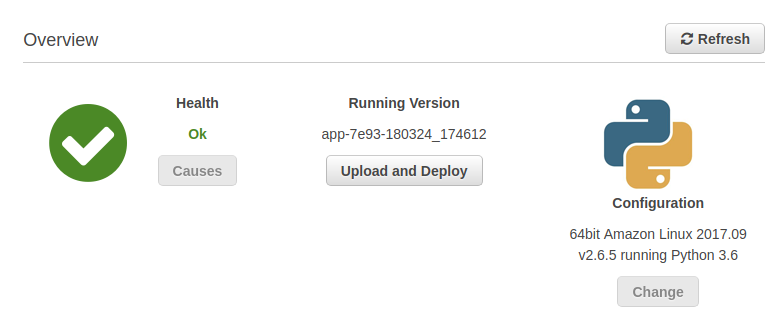 Overview
Refresh
Health
Ok
Causes
Running Version
app-7e93-180324_174612
Upload and Deploy
Configuration
64bit Amazon Linux 2017.09
v2.6.5 running Python 3.6
Change